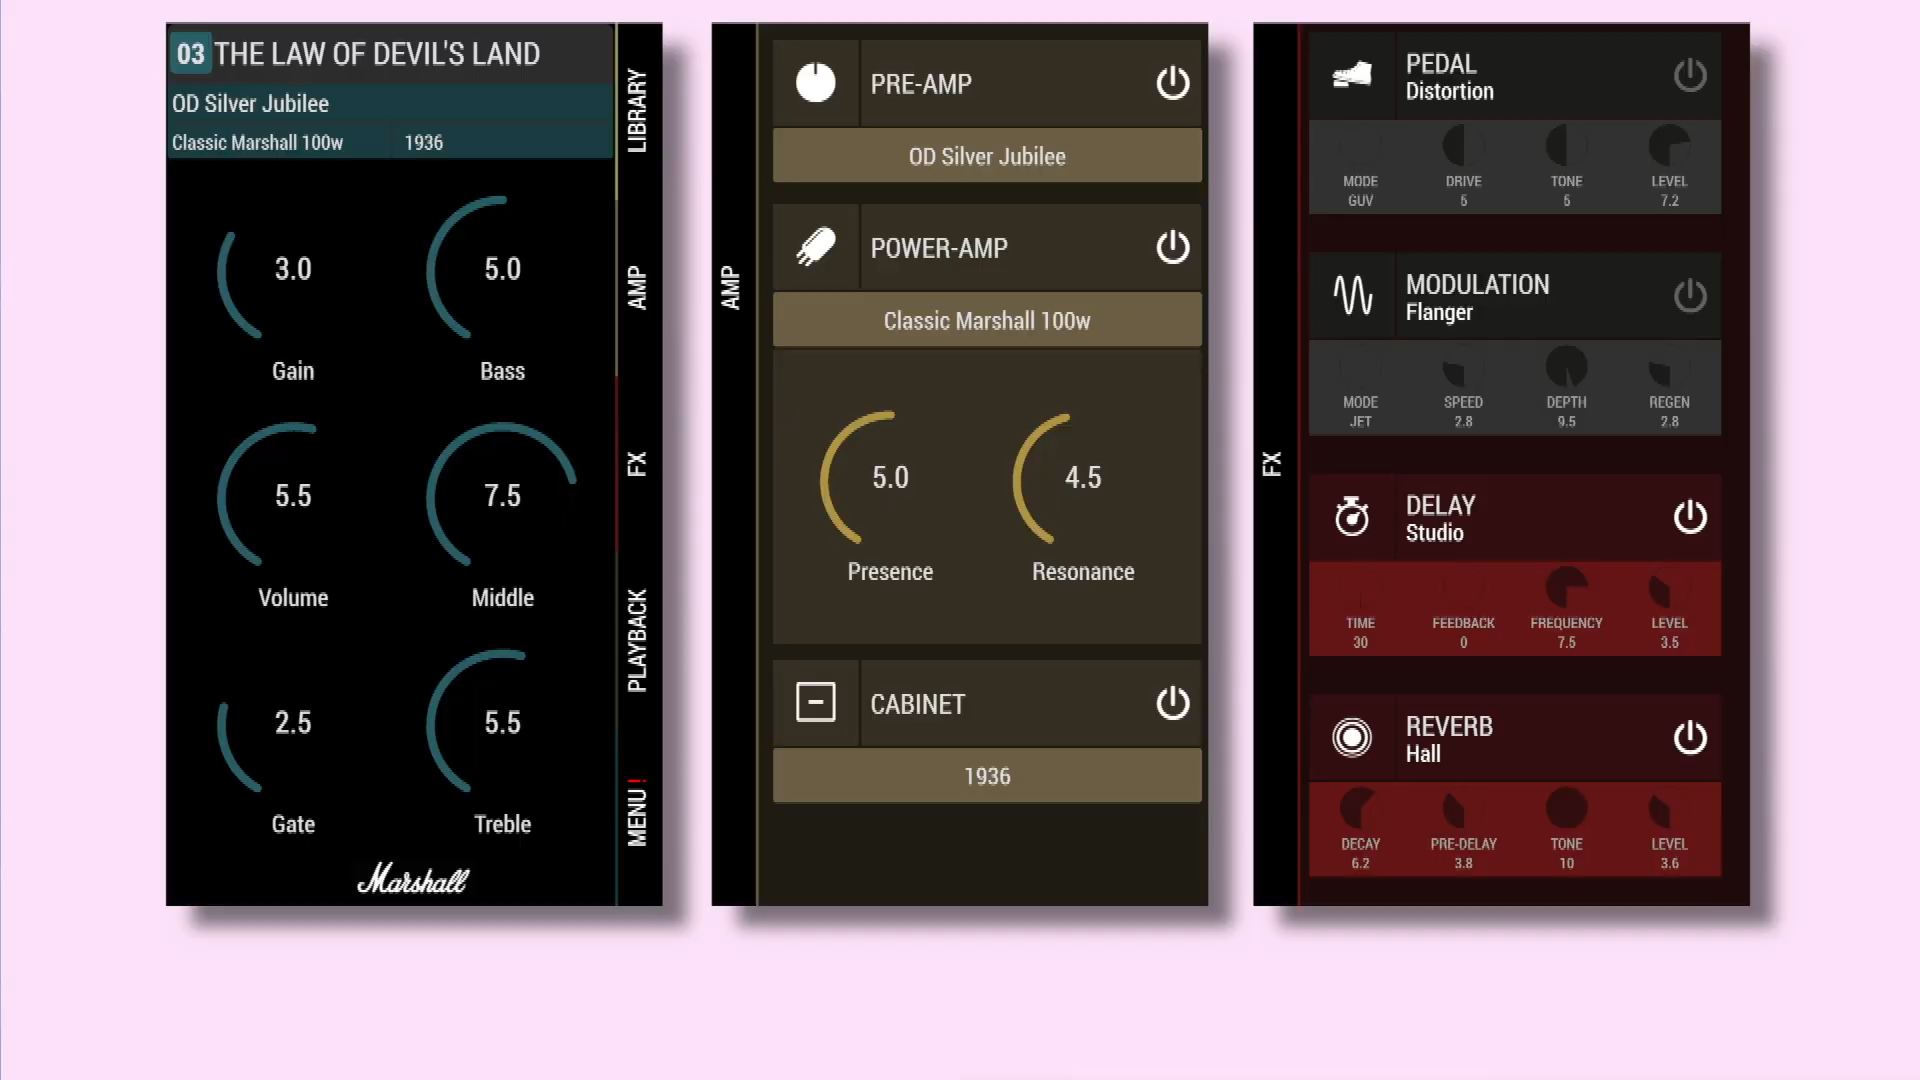 03 THE LAW OF DEVIL'S LAND
OD Silver Jubilee
Classic Marshall 100w 1936
3.0 5.0
Gain Bass
5.5 7.5
Volume Middle
2.5 5.5
Gate Treble
Marshall
LIBRARY
AMP
FX
PLAYBACK
MENU !
AMP
PRE-AMP
OD Silver Jubilee
POWER-AMP
Classic Marshall 100w
5.0 4.5
Presence Resonance
CABINET
1936
FX
PEDAL
Distortion
MODE DRIVE TONE LEVEL
GUV 5 5 7.2
MODULATION
Flanger
MODE SPEED DEPTH REGEN
JET 2.8 9.5 2.8
DELAY
Studio
TIME FEEDBACK FREQUENCY LEVEL
30 0 7.5 3.5
REVERB
Hall
DECAY PRE-DELAY TONE LEVEL
6.2 3.8 10 3.6